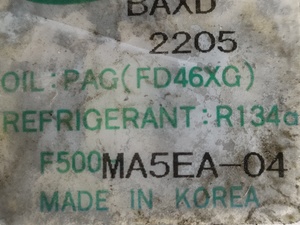 BAXD
2205
OIL: PAG(FD46XG)
REFRIGERANT: R134a
F500MA5EA-04
MADE IN KOREA